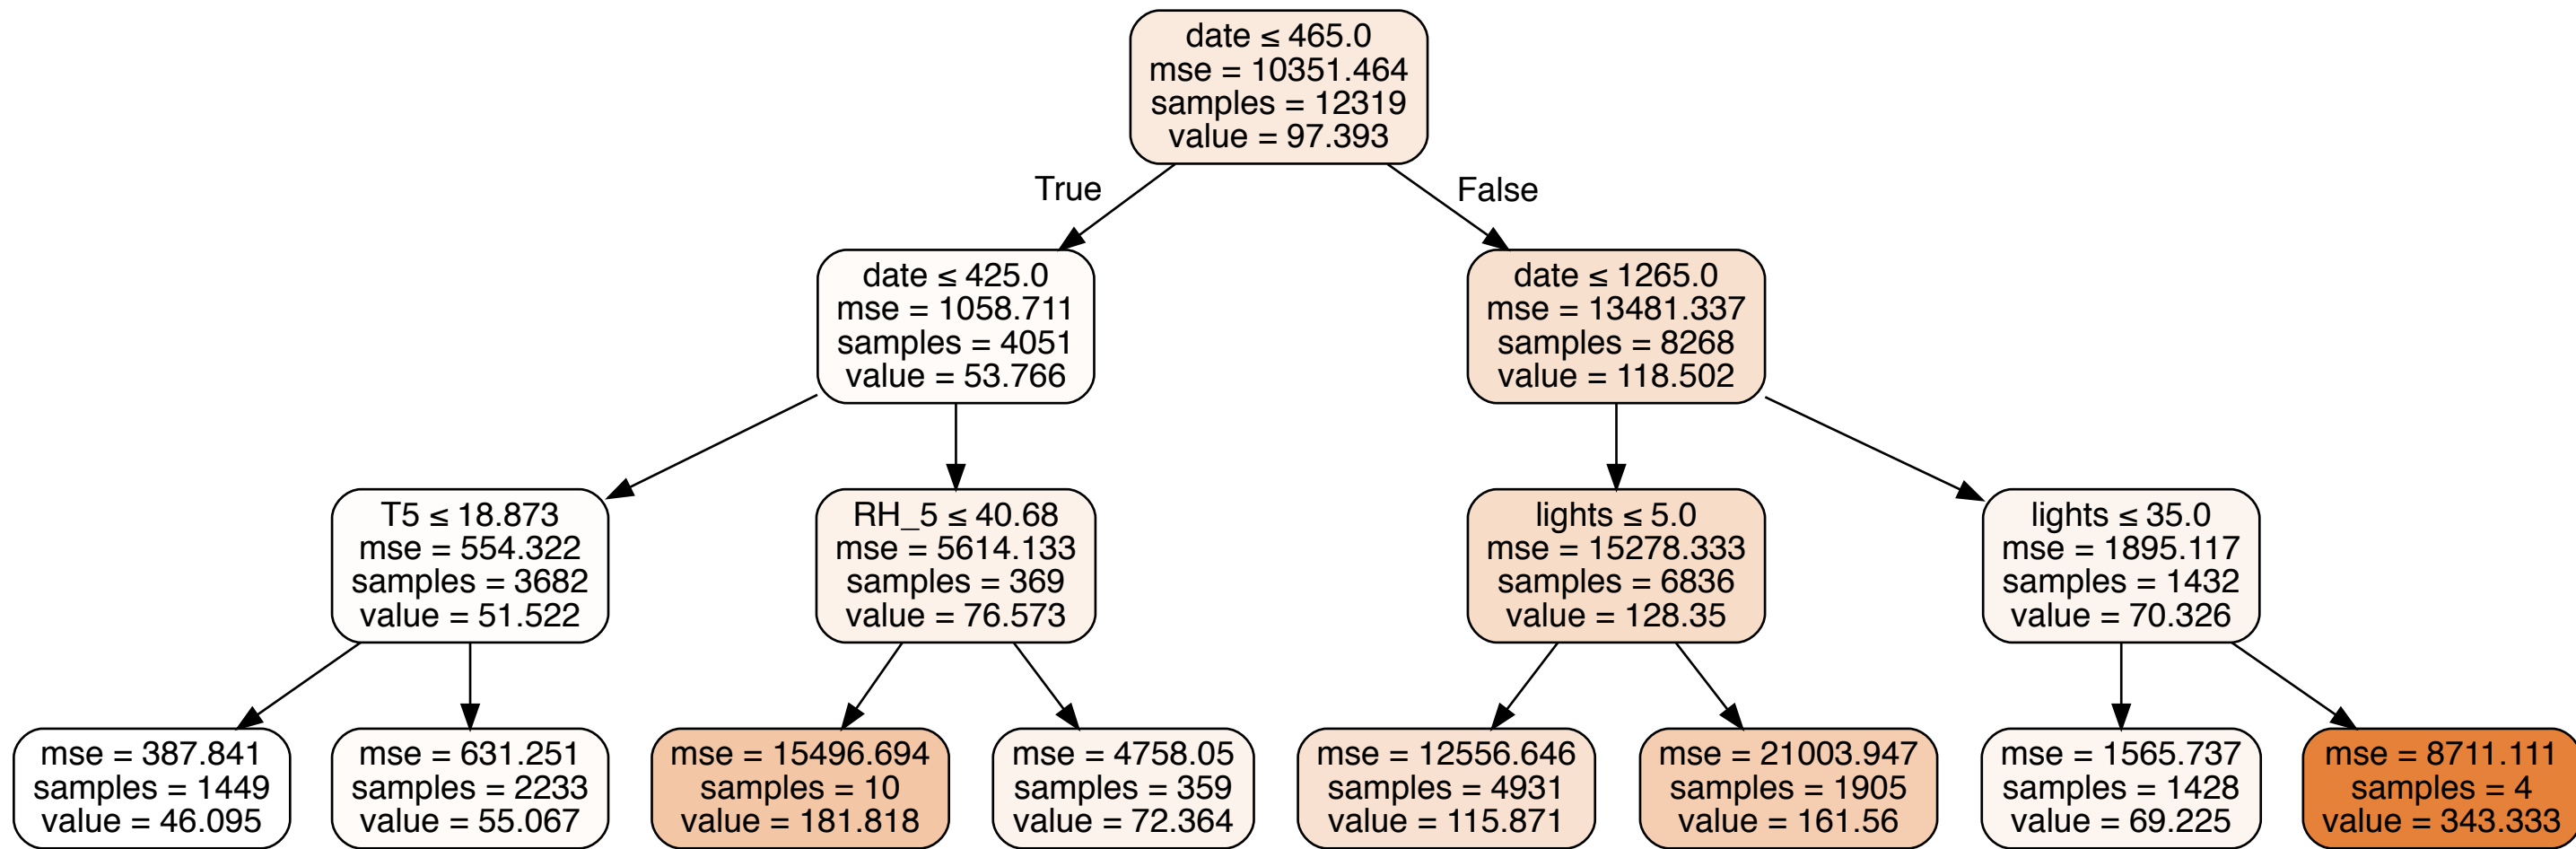 date ≤ 465.0
mse = 10351.464
samples = 12319
value = 97.393
True
False
date ≤ 425.0
mse = 1058.711
samples = 4051
value = 53.766
date ≤ 1265.0
mse = 13481.337
samples = 8268
value = 118.502
T5 ≤ 18.873
mse = 554.322
samples = 3682
value = 51.522
RH_5 ≤ 40.68
mse = 5614.133
samples = 369
value = 76.573
lights ≤ 5.0
mse = 15278.333
samples = 6836
value = 128.35
lights ≤ 35.0
mse = 1895.117
samples = 1432
value = 70.326
mse = 387.841
samples = 1449
value = 46.095
mse = 631.251
samples = 2233
value = 55.067
mse = 15496.694
samples = 10
value = 181.818
mse = 4758.05
samples = 359
value = 72.364
mse = 12556.646
samples = 4931
value = 115.871
mse = 21003.947
samples = 1905
value = 161.56
mse = 1565.737
samples = 1428
value = 69.225
mse = 8711.111
samples = 4
value = 343.333